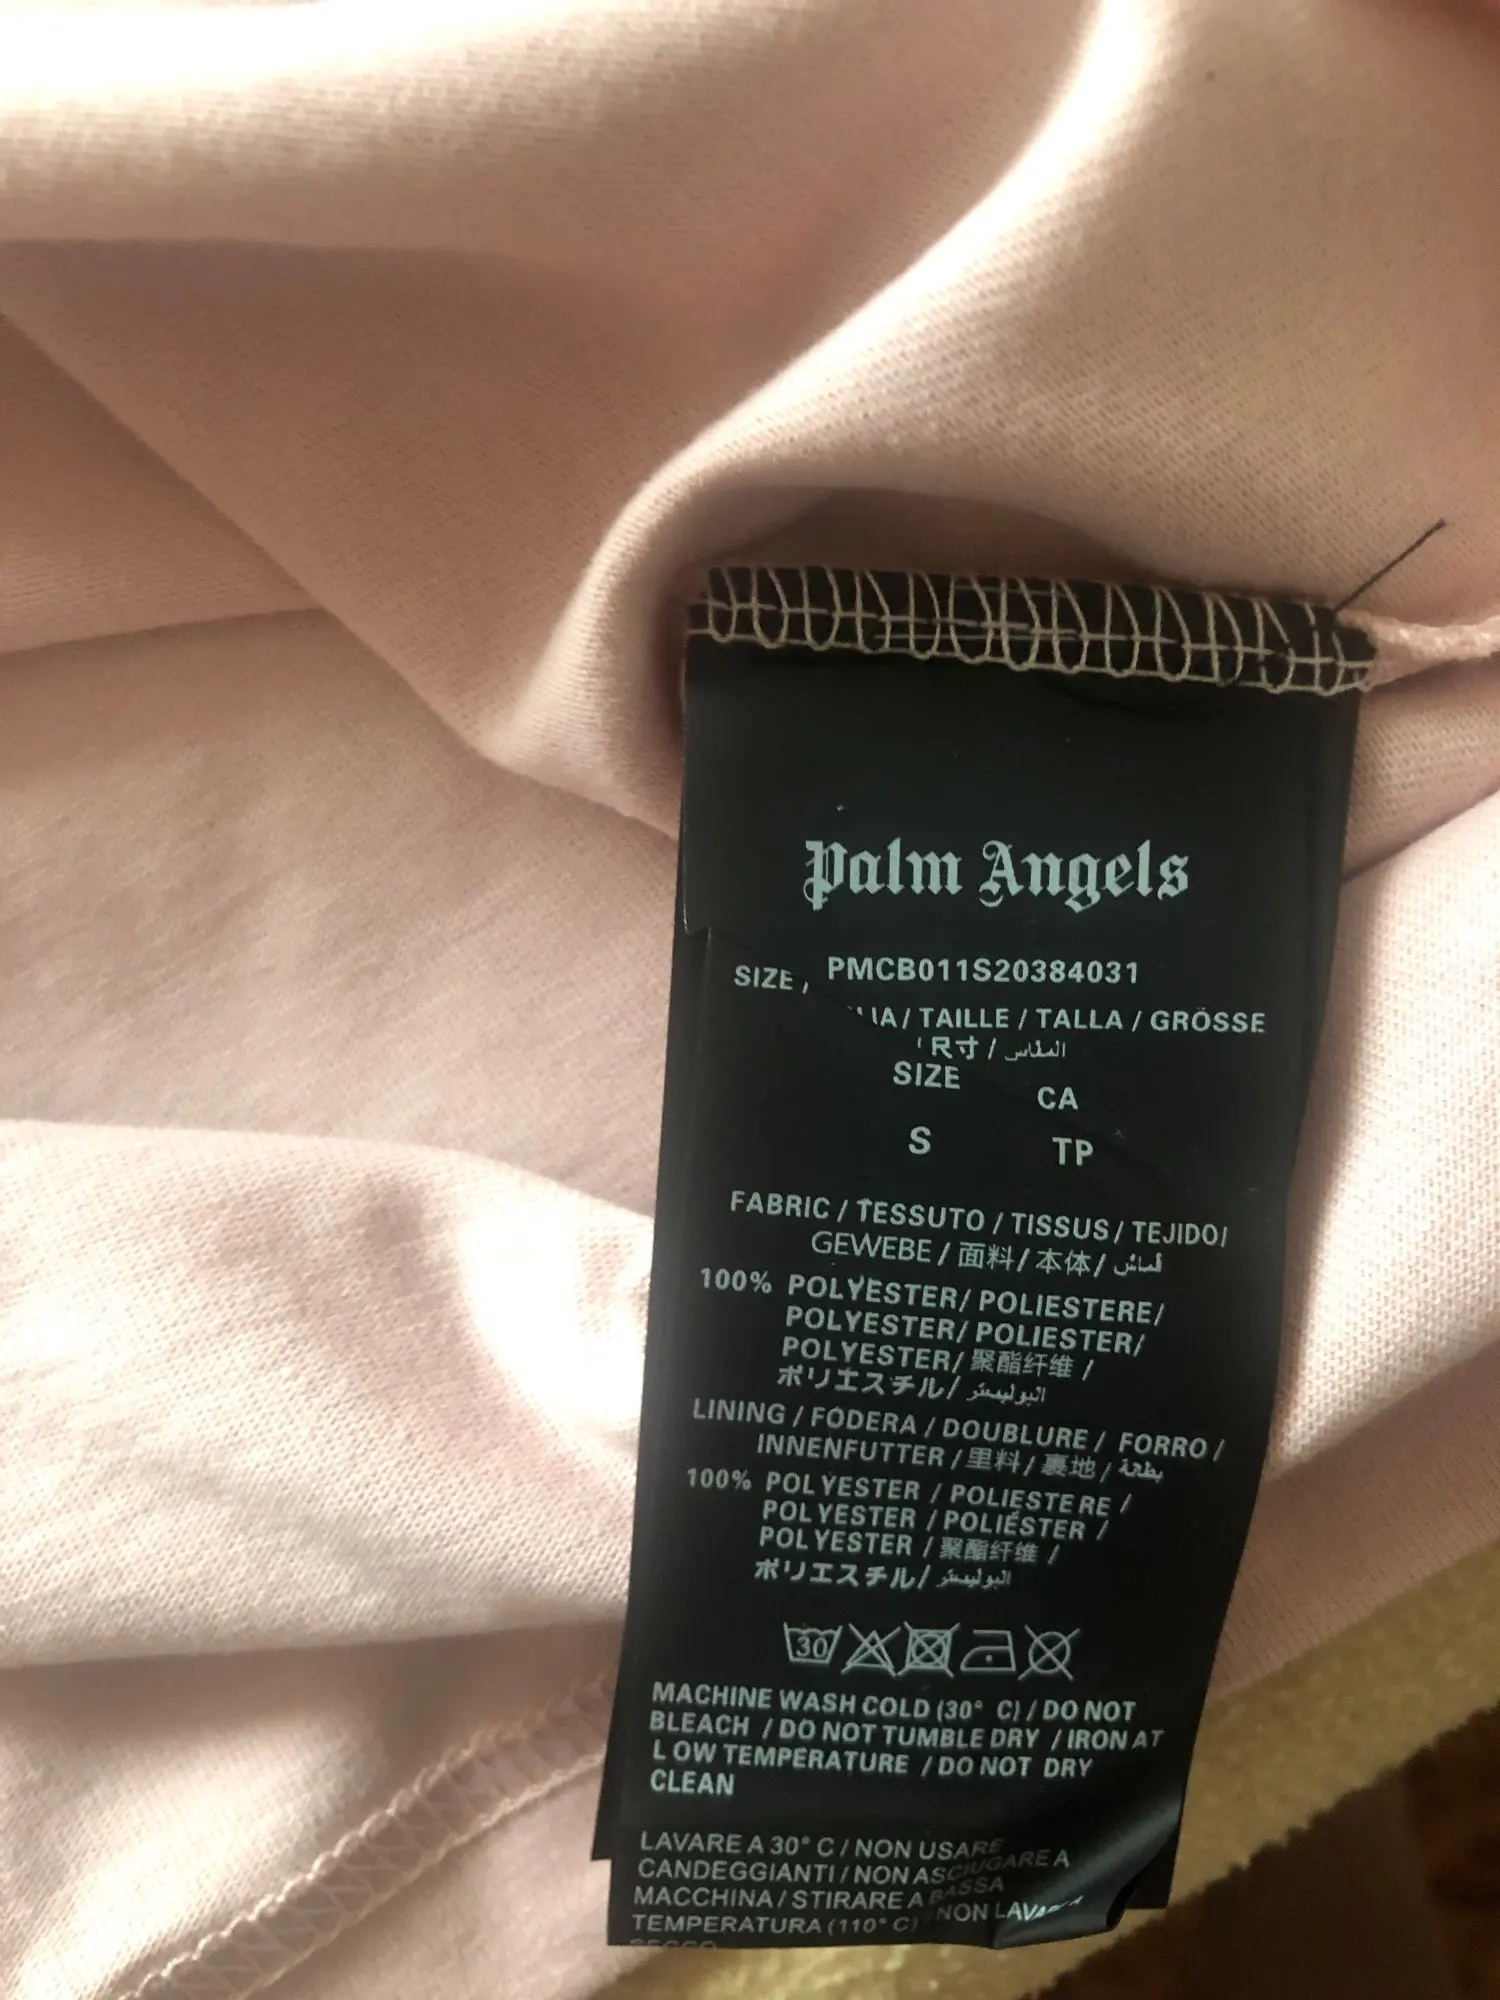 Palm Angels
PMCB011S20384031
SIZE / TAILLE / TALLA / GRÖSSE
尺寸 / المقاس
SIZE CA
S TP
FABRIC / TESSUTO / TISSUS / TEJIDO/
GEWEBE / 面料 / 本体 / قماش
100% POLYESTER / POLIESTERE/
POLYESTER / POLIESTER/
POLYESTER / 聚酯纤维 /
ポリエスチル / البوليستر
LINING / FODERA / DOUBLURE / FORRO /
INNENFUTTER / 里料 / 裏地 / بطانة
100% POLYESTER / POLIESTERE /
POLYESTER / POLIÉSTER /
POLYESTER / 聚酯纤维 /
ポリエスチル / البوليستر
30
MACHINE WASH COLD (30° C) / DO NOT
BLEACH / DO NOT TUMBLE DRY / IRON AT
LOW TEMPERATURE / DO NOT DRY
CLEAN
LAVARE A 30° C / NON USARE
CANDEGGIANTI / NON ASCIUGARE A
MACCHINA / STIRARE A BASSA
TEMPERATURA (110° C) NON LAVARE A
SECCO